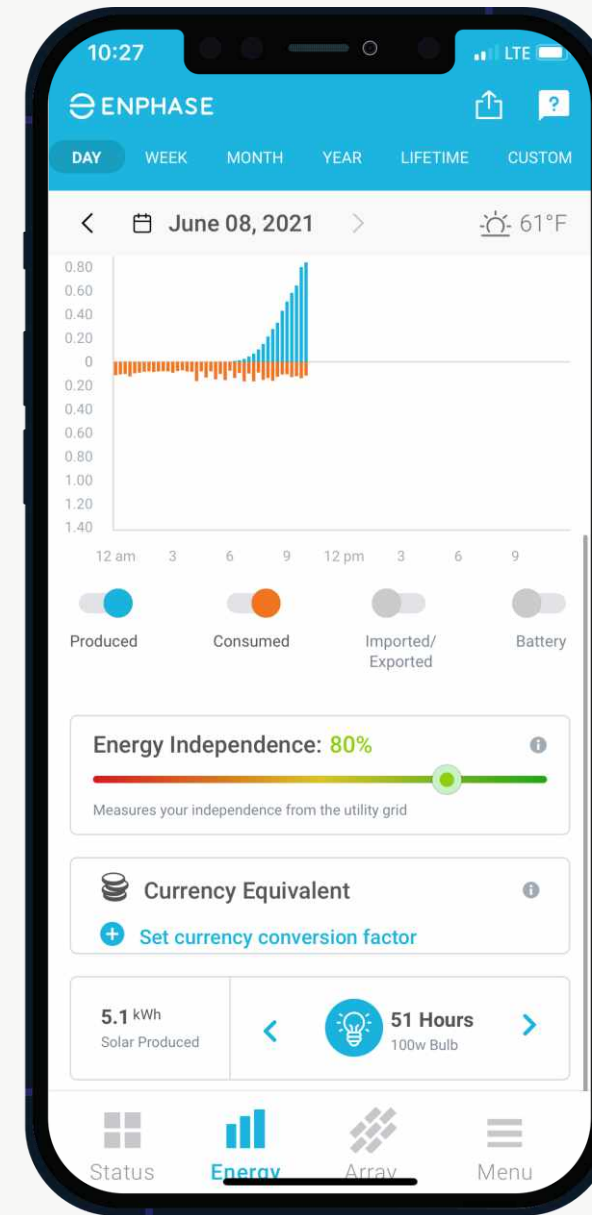 10:27
LTE
ENPHASE
?
DAY WEEK MONTH YEAR LIFETIME CUSTOM
June 08, 2021 61°F
0.80
0.60
0.40
0.20
0
0.20
0.40
0.60
0.80
1.00
1.20
1.40
12 am 3 6 9 12 pm 3 6 9
Produced Consumed Imported/ Battery
Exported
Energy Independence: 80%
Measures your independence from the utility grid
Currency Equivalent
Set currency conversion factor
5.1 kWh 51 Hours
Solar Produced 100w Bulb
Status Energy Array Menu